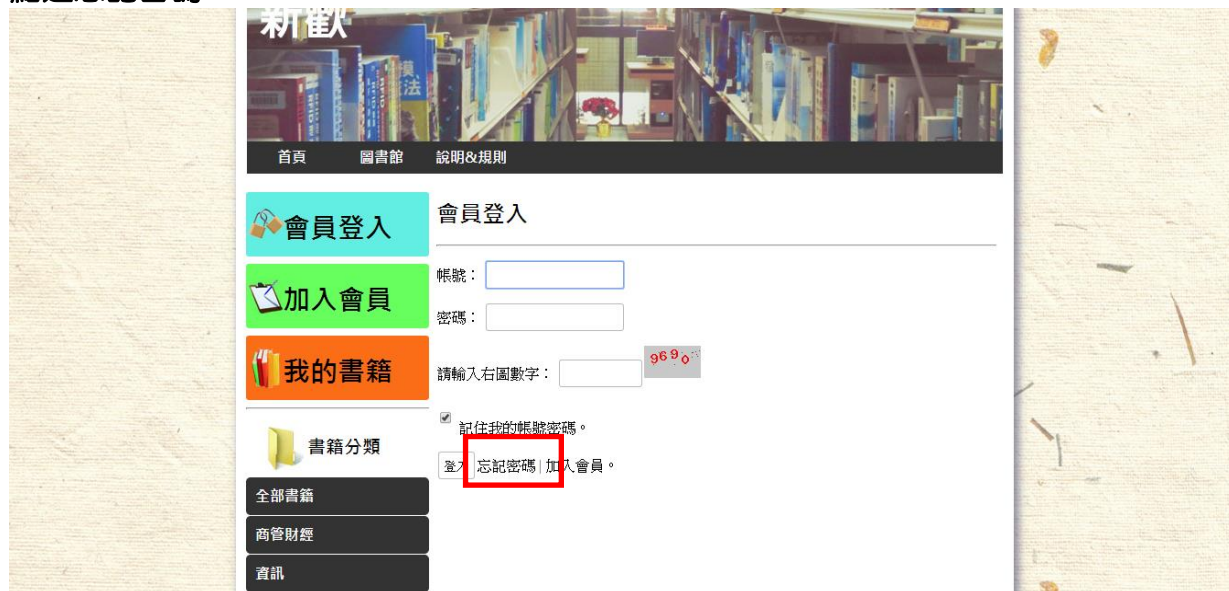 新歡
首頁 圖書館 說明&規則
會員登入
加入會員
我的書籍
書籍分類
全部書籍
商管財經
資訊
會員登入
帳號：
密碼：
請輸入右圖數字： 9690
記住我的帳號密碼。
登入 忘記密碼 | 加入會員。